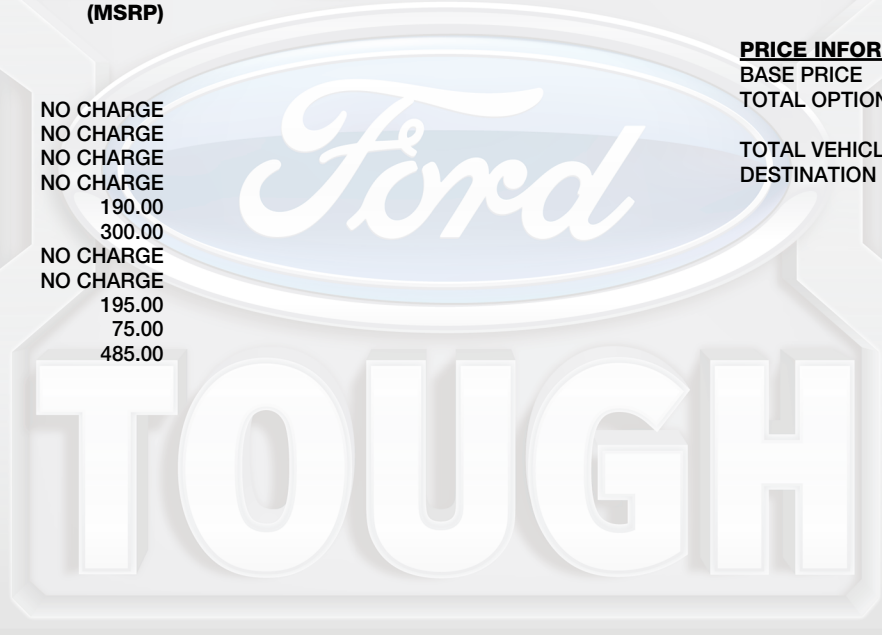 (MSRP)
NO CHARGE
NO CHARGE
NO CHARGE
NO CHARGE
190.00
300.00
NO CHARGE
NO CHARGE
195.00
75.00
485.00
PRICE INFOR
BASE PRICE
TOTAL OPTION
TOTAL VEHICL
DESTINATION
Ford
TOUGH